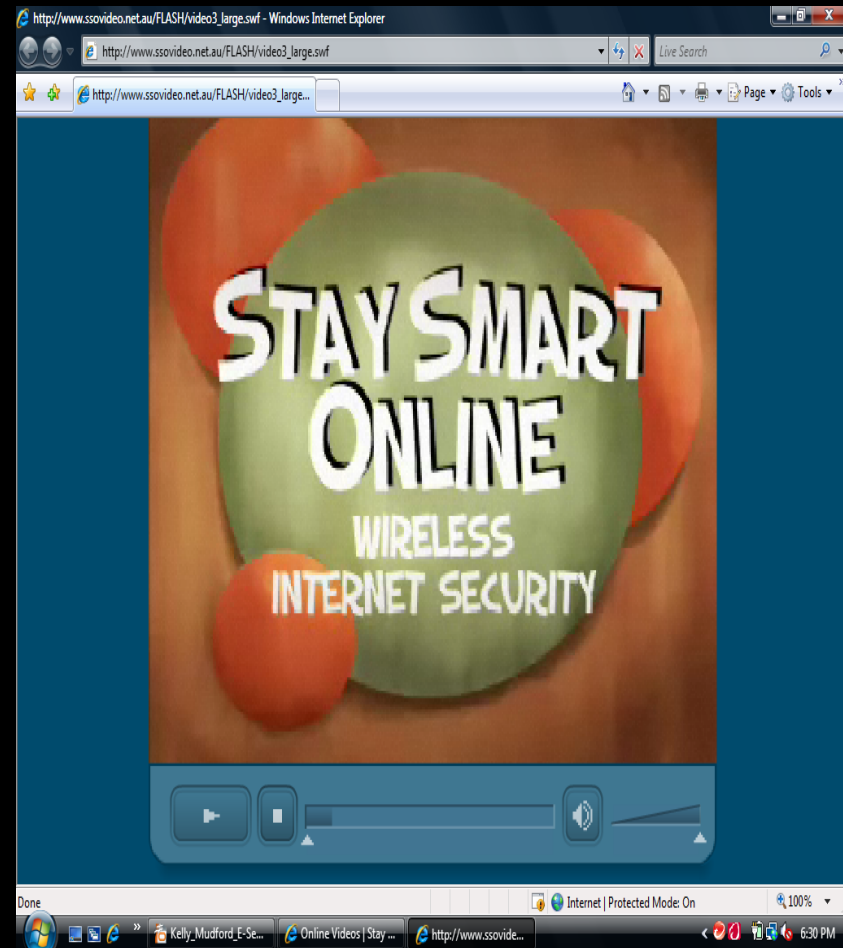 http://www.ssovideo.net.au/FLASH/video3_large.swf - Windows Internet Explorer
http://www.ssovideo.net.au/FLASH/video3_large.swf
Live Search
http://www.ssovideo.net.au/FLASH/video3_large...
Page
Tools
STAY SMART
ONLINE
WIRELESS
INTERNET SECURITY
Done
Internet | Protected Mode: On
100%
Kelly_Mudford_E-Se...
Online Videos | Stay ...
http://www.ssovide...
6:30 PM